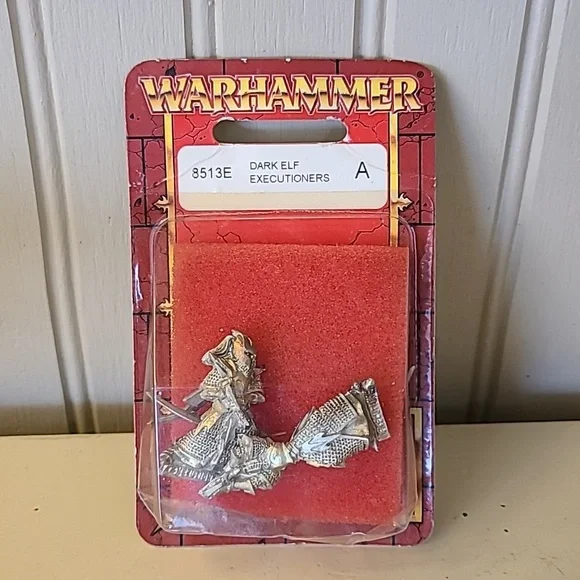 WARHAMMER
8513E DARK ELF EXECUTIONERS A